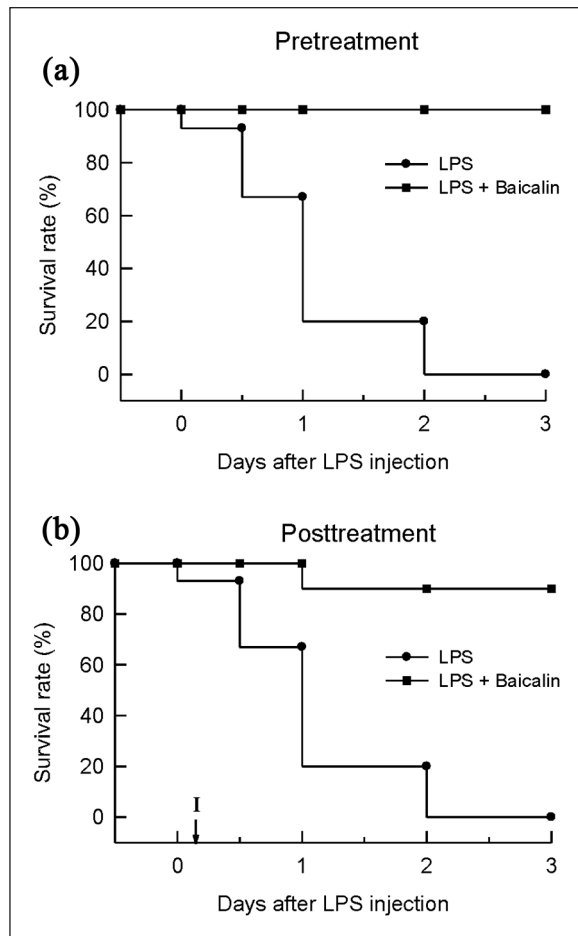 Pretreatment
(a)
100
80
60
40
20
0
Survival rate (%)
LPS
LPS + Baicalin
0 1 2 3
Days after LPS injection
Posttreatment
(b)
100
80
60
40
20
0
Survival rate (%)
LPS
LPS + Baicalin
I
0 1 2 3
Days after LPS injection